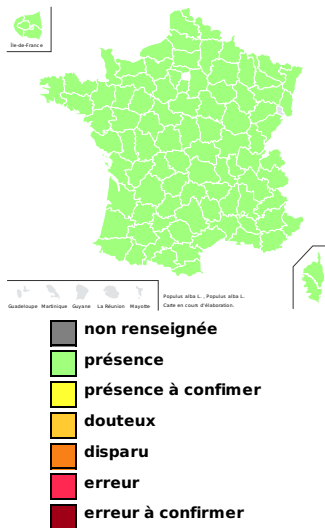 Île-de-France
Guadeloupe Martinique Guyane La Réunion Mayotte
Populus alba L., Populus alba L.
Carte en cours d'élaboration.
non renseignée
présence
présence à confimer
douteux
disparu
erreur
erreur à confirmer